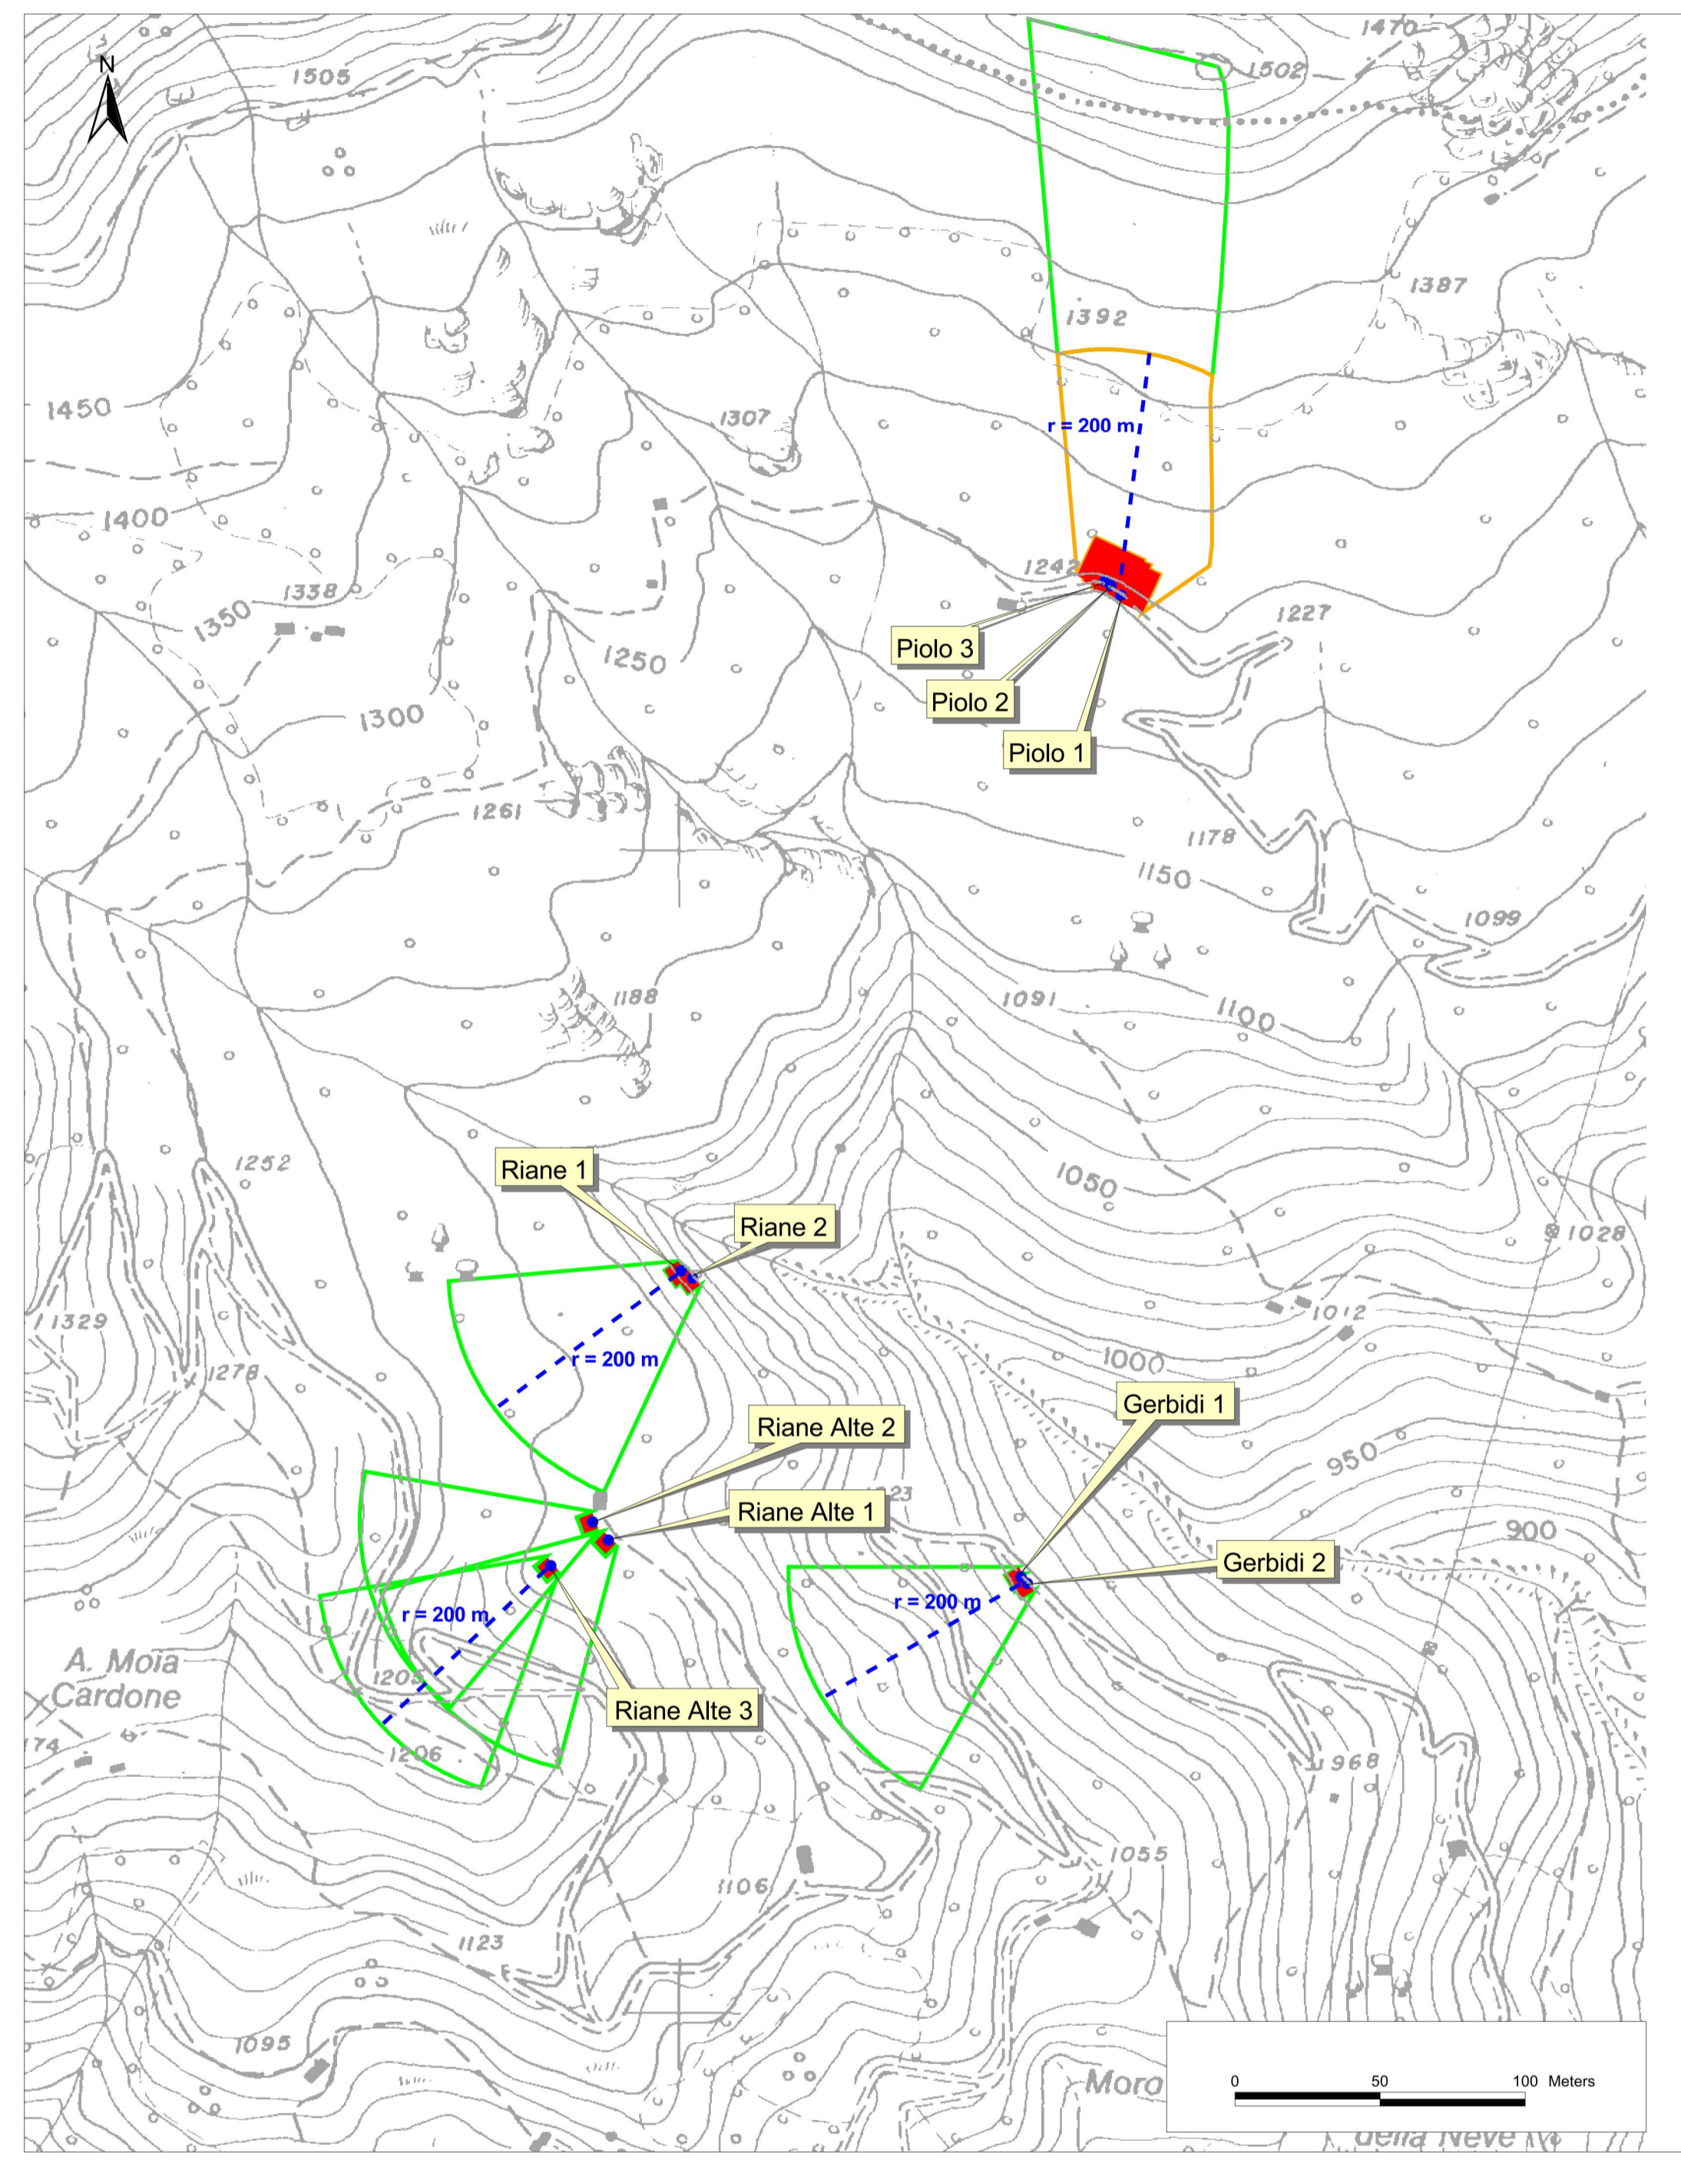 N
1505
1470
1502
1387
1392
1450
1307
r = 200 m
1400
1242
1338
1350
1227
Piolo 3
1250
Piolo 2
1300
Piolo 1
1261
1178
1150
1099
1188
1091
1100
1252
Riane 1
1050
Riane 2
1028
1329
1012
r = 200 m
1000
1278
Gerbidi 1
Riane Alte 2
950
Riane Alte 1
23
900
Gerbidi 2
r = 200 m
r = 200 m
A. Moia
Cardone
1205
Riane Alte 3
174
1206
1968
1055
1106
1123
1095
Moro
0 50 100 Meters
della Neve